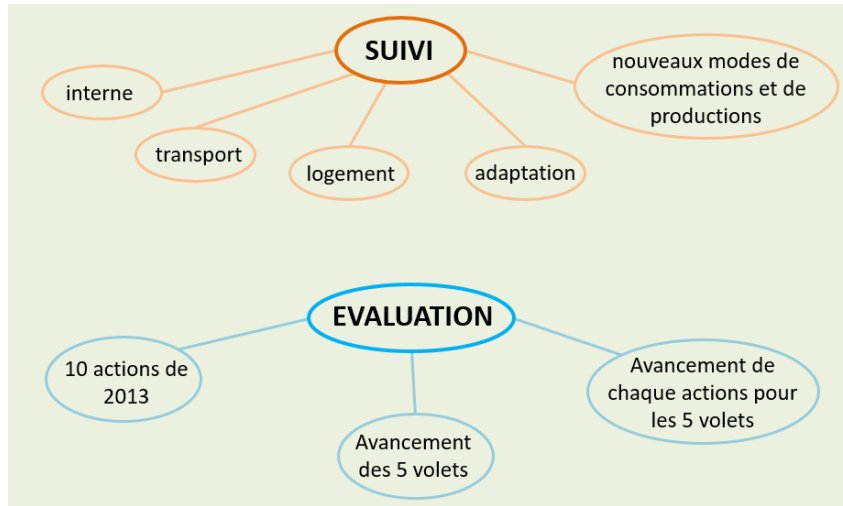 SUIVI
interne
transport
logement
adaptation
nouveaux modes de
consommations et de
productions
EVALUATION
10 actions de
2013
Avancement
des 5 volets
Avancement de
chaque actions pour
les 5 volets